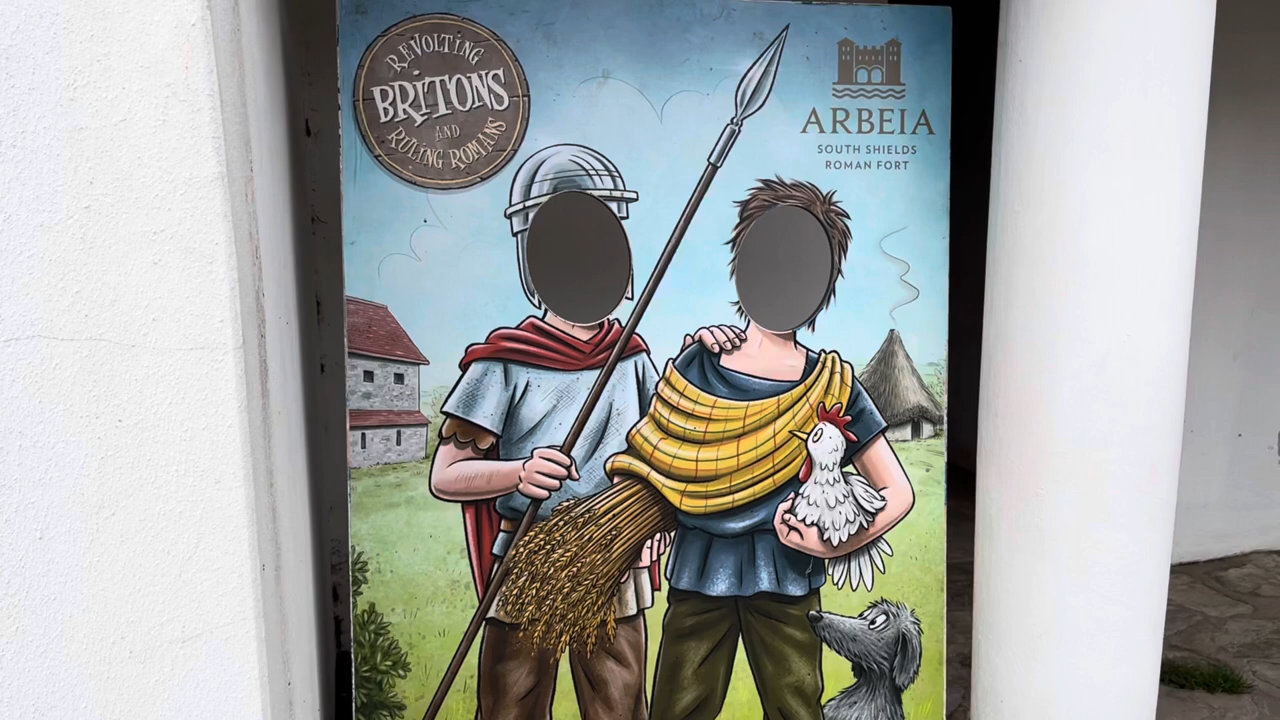 REVOLTING
BRITONS
AND
RULING ROMANS
ARBEIA
SOUTH SHIELDS
ROMAN FORT